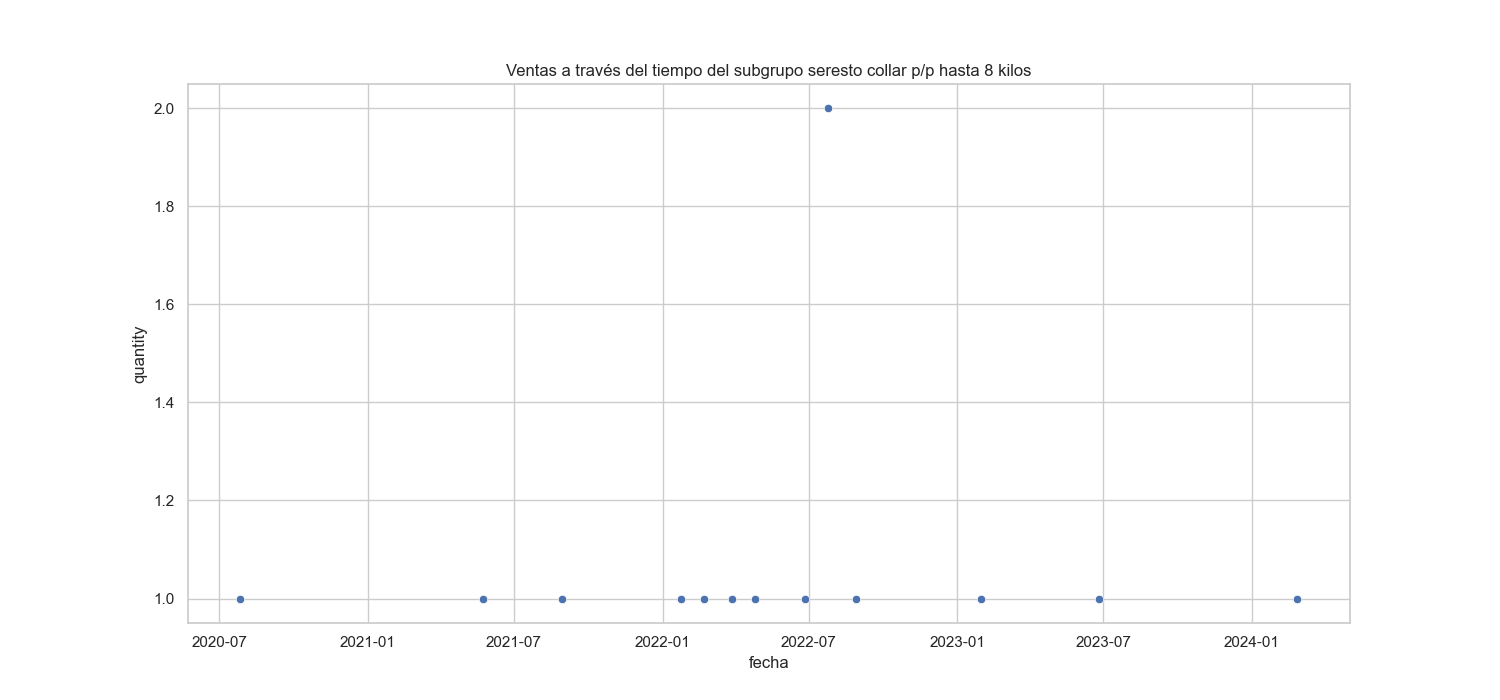 Ventas a través del tiempo del subgrupo seresto collar p/p hasta 8 kilos
2.0
1.8
1.6
1.4
1.2
1.0
quantity
2020-07 2021-01 2021-07 2022-01 2022-07 2023-01 2023-07 2024-01
fecha